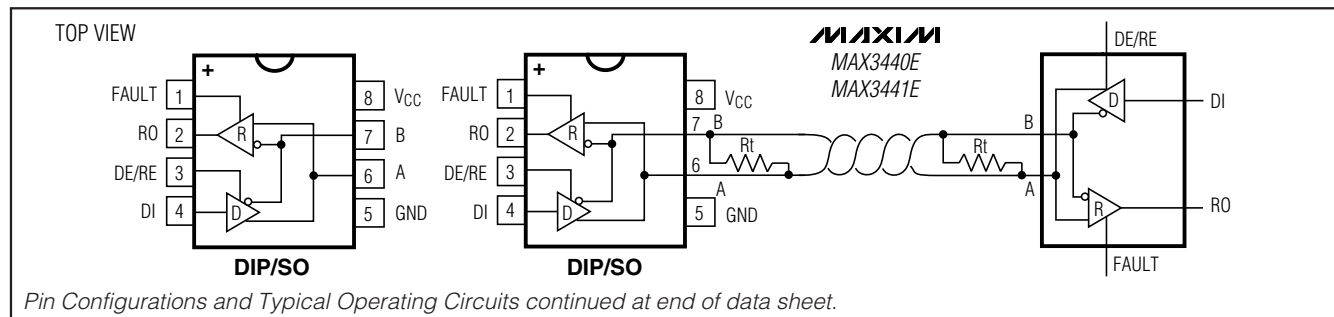 TOP VIEW
MAXIM
MAX3440E
MAX3441E
+
FAULT 1
RO 2
DE/RE 3
DI 4
8 VCC
7 B
6 A
5 GND
R
D
DIP/SO
+
FAULT 1
RO 2
DE/RE 3
DI 4
8 VCC
7 B
6 A
5 GND
R
D
DIP/SO
Rt
Rt
B
A
DE/RE
D
DI
R
RO
FAULT
Pin Configurations and Typical Operating Circuits continued at end of data sheet.